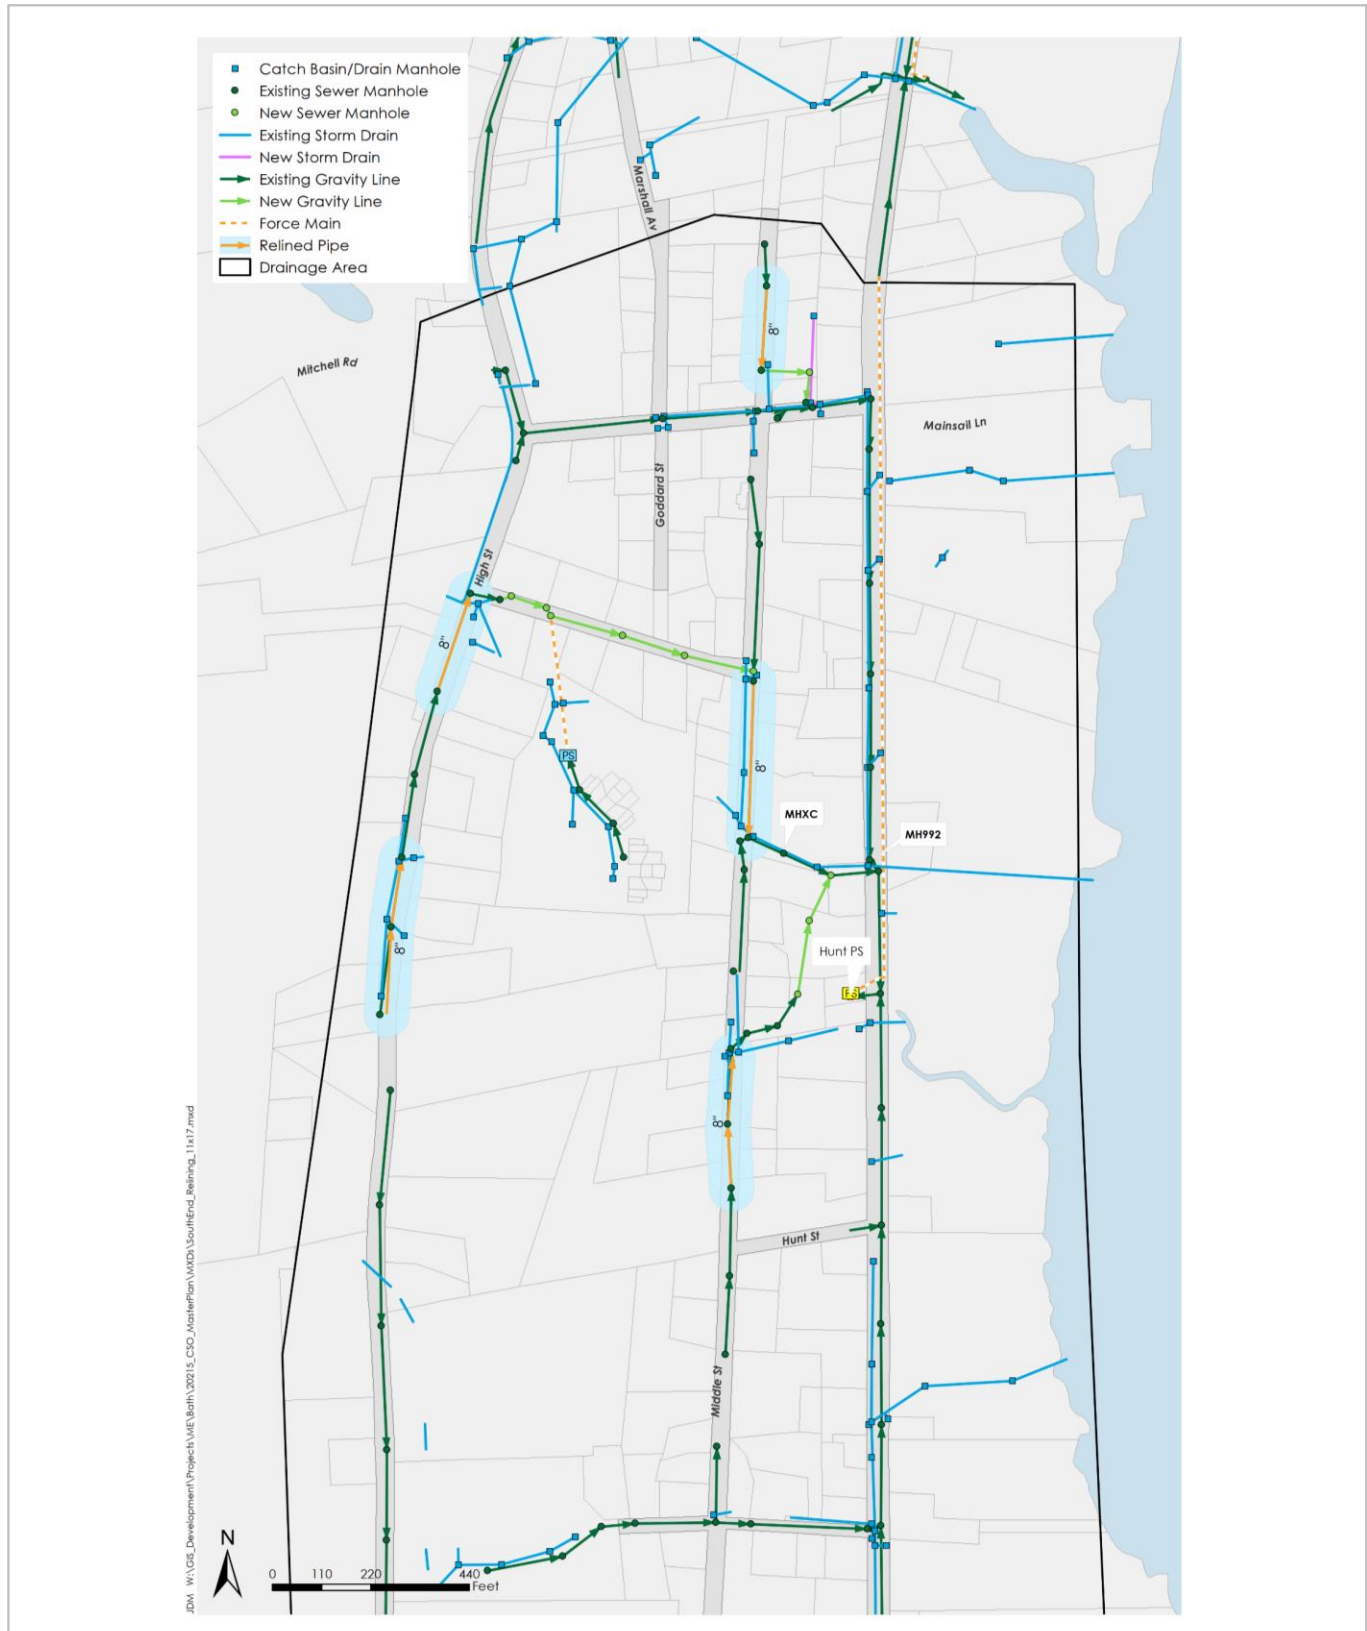 Catch Basin/Drain Manhole
Existing Sewer Manhole
New Sewer Manhole
Existing Storm Drain
New Storm Drain
Existing Gravity Line
New Gravity Line
Force Main
Relined Pipe
Drainage Area
Marshall Av
8"
Mitchell Rd
Mainsail Ln
Goddard St
High St
8"
PS
8"
MHXC
MH992
8"
Hunt PS
PS
8"
Hunt St
Middle St
N
0 110 220 440
Feet
JDM W:\GIS_Development\Projects\ME\Bath\20215_CSO_MasterPlan\MXDs\SouthEnd_Relining_11x17.mxd